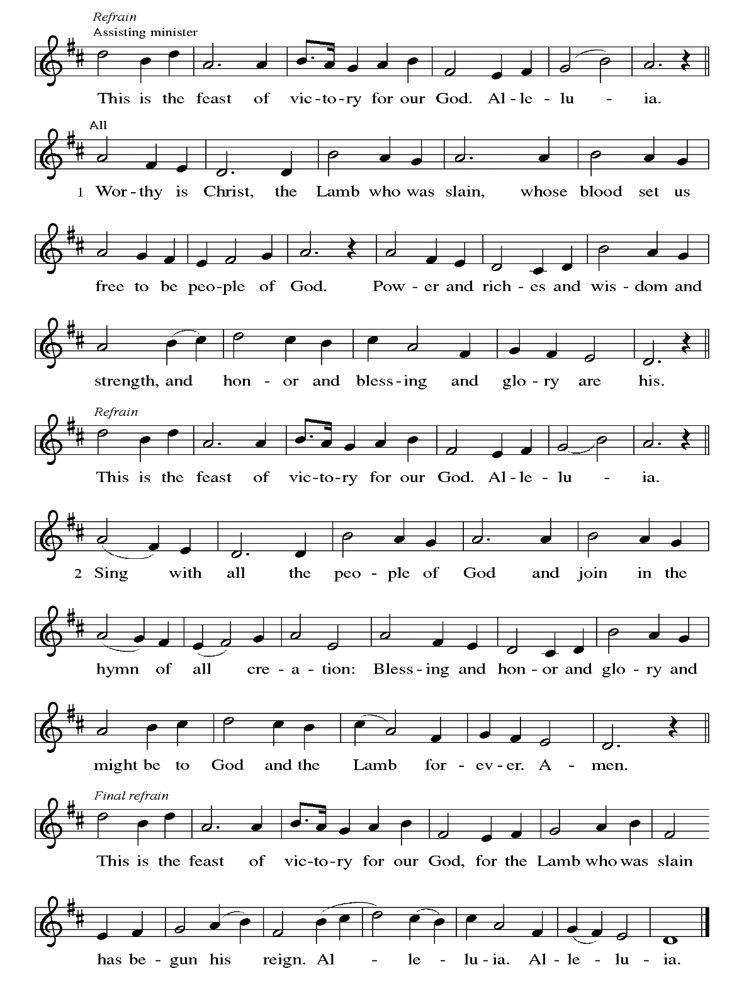 Refrain
Assisting minister
This is the feast of vic-to-ry for our God. Al-le-lu-ia.
All
1 Wor-thy is Christ, the Lamb who was slain, whose blood set us
free to be peo-ple of God. Pow-er and rich-es and wis-dom and
strength, and hon-or and bless-ing and glo-ry are his.
Refrain
This is the feast of vic-to-ry for our God. Al-le-lu-ia.
2 Sing with all the peo-ple of God and join in the
hymn of all cre-a-tion: Bless-ing and hon-or and glo-ry and
might be to God and the Lamb for-ev-er. A-men.
Final refrain
This is the feast of vic-to-ry for our God, for the Lamb who was slain
has be-gun his reign. Al-le-lu-ia. Al-le-lu-ia.